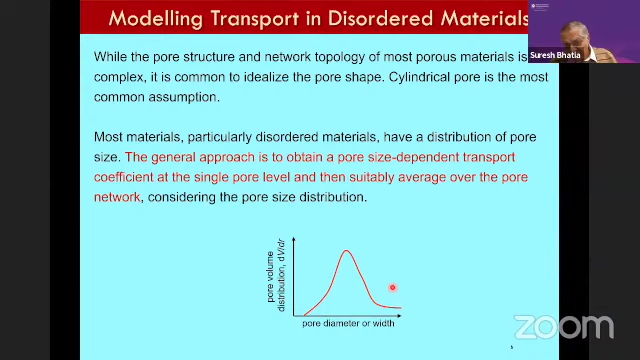 Modelling Transport in Disordered Materials
Suresh Bhatia
While the pore structure and network topology of most porous materials is
complex, it is common to idealize the pore shape. Cylindrical pore is the most
common assumption.
Most materials, particularly disordered materials, have a distribution of pore
size. The general approach is to obtain a pore size-dependent transport
coefficient at the single pore level and then suitably average over the pore
network, considering the pore size distribution.
pore volume
distribution, dV/dr
pore diameter or width
zoom
5